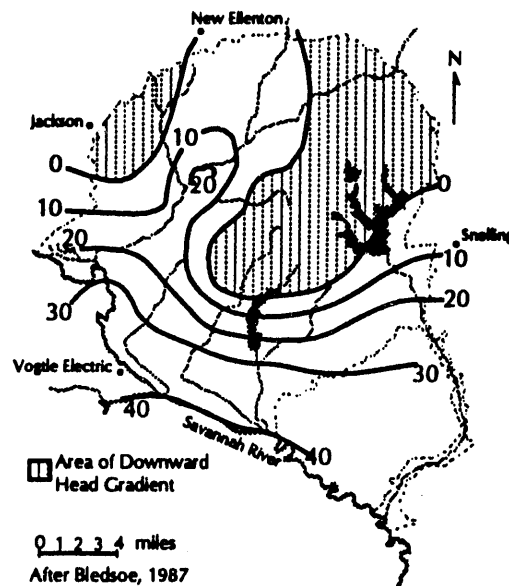 New Ellenton
N
Jackson
10
0
20
0
10
Snelling
20
10
20
30
Vogtle Electric
30
40
Savannah River
40
Area of Downward
Head Gradient
0 1 2 3 4 miles
After Bledsoe, 1987